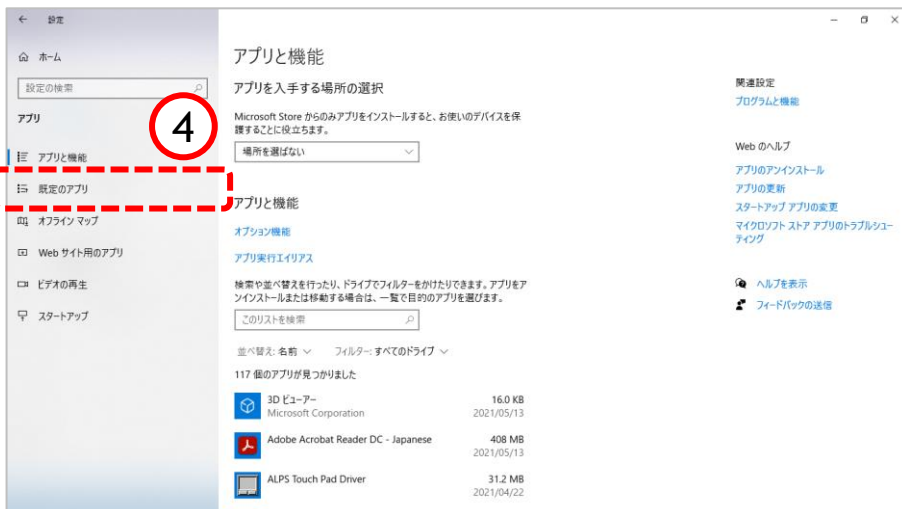 設定
ホーム
設定の検索
アプリ
アプリと機能
既定のアプリ
オフライン マップ
Web サイト用のアプリ
ビデオの再生
スタートアップ
4
アプリと機能
アプリを入手する場所の選択
Microsoft Store からのみアプリをインストールすると、お使いのデバイスを保
護することに役立ちます。
場所を選ばない
アプリと機能
オプション機能
アプリ実行エイリアス
検索や並べ替えを行ったり、ドライブでフィルターをかけたりできます。アプリをア
ンインストールまたは移動する場合は、一覧で目的のアプリを選びます。
このリストを検索
並べ替え: 名前 フィルター: すべてのドライブ
117 個のアプリが見つかりました
3D ビューアー 16.0 KB
Microsoft Corporation 2021/05/13
Adobe Acrobat Reader DC - Japanese 408 MB
2021/05/13
ALPS Touch Pad Driver 31.2 MB
2021/04/22
関連設定
プログラムと機能
Web のヘルプ
アプリのアンインストール
アプリの更新
スタートアップ アプリの変更
マイクロソフト ストア アプリのトラブルシュー
ティング
ヘルプを表示
フィードバックの送信